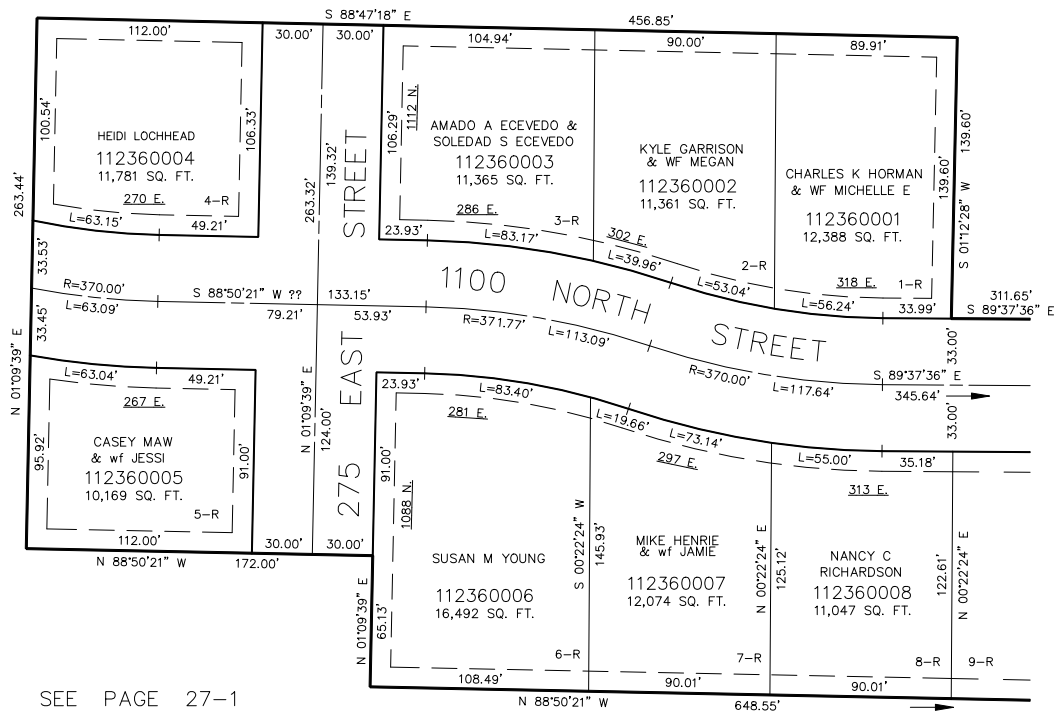 S 88°47'18" E
456.85'
112.00'
30.00'
30.00'
104.94'
90.00'
89.91'
100.54'
106.33'
HEIDI LOCHHEAD
112360004
11,781 SQ. FT.
270 E.
4-R
L=63.15'
49.21'
263.44'
263.32'
139.32'
106.29'
1112 N.
AMADO A ECEVEDO &
SOLEDAD S ECEVEDO
112360003
11,365 SQ. FT.
286 E.
3-R
23.93'
L=83.17'
KYLE GARRISON
& WF MEGAN
112360002
11,361 SQ. FT.
302 E.
2-R
L=39.96'
L=53.04'
CHARLES K HORMAN
& WF MICHELLE E
112360001
12,388 SQ. FT.
318 E.
1-R
L=56.24'
33.99'
139.60'
139.60'
S 01°12'28" W
311.65'
S 89°37'36" E
33.53'
33.45'
R=370.00'
L=63.09'
S 88°50'21" W ??
133.15'
79.21'
53.93'
1100 NORTH STREET
R=371.77'
L=113.09'
R=370.00'
L=117.64'
S 89°37'36" E
345.64'
33.00'
33.00'
275 EAST STREET
N 01°09'39" E
N 01°09'39" E
124.00'
L=63.04'
49.21'
267 E.
CASEY MAW
& wf JESSI
112360005
10,169 SQ. FT.
5-R
95.92'
91.00'
112.00'
30.00'
30.00'
N 88°50'21" W
172.00'
23.93'
L=83.40'
281 E.
91.00'
1088 N.
N 01°09'39" E
65.13'
SUSAN M YOUNG
112360006
16,492 SQ. FT.
6-R
108.49'
L=19.66'
L=73.14'
297 E.
S 00°22'24" W
145.93'
MIKE HENRIE
& wf JAMIE
112360007
12,074 SQ. FT.
7-R
90.01'
N 00°22'24" E
125.12'
L=55.00'
35.18'
313 E.
NANCY C
RICHARDSON
112360008
11,047 SQ. FT.
8-R
90.01'
122.61'
N 00°22'24" E
9-R
N 88°50'21" W
648.55'
SEE PAGE 27-1